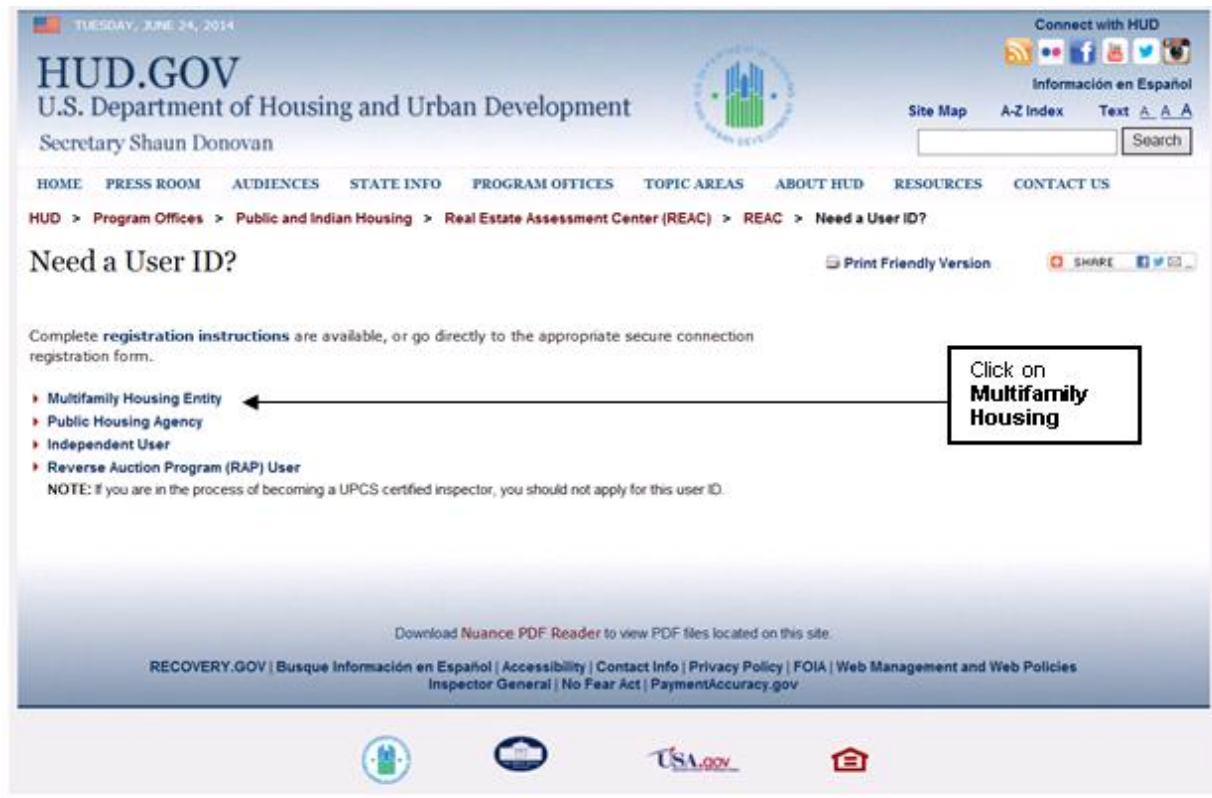 TUESDAY, JUNE 24, 2014
Connect with HUD
HUD.GOV
U.S. Department of Housing and Urban Development
Secretary Shaun Donovan
Información en Español
Site Map A-Z Index Text A A A
Search
HOME PRESS ROOM AUDIENCES STATE INFO PROGRAM OFFICES TOPIC AREAS ABOUT HUD RESOURCES CONTACT US
HUD > Program Offices > Public and Indian Housing > Real Estate Assessment Center (REAC) > REAC > Need a User ID?
Need a User ID?
Print Friendly Version
SHARE
Complete registration instructions are available, or go directly to the appropriate secure connection
registration form.
Click on
Multifamily
Housing
Multifamily Housing Entity
Public Housing Agency
Independent User
Reverse Auction Program (RAP) User
NOTE: If you are in the process of becoming a UPCS certified inspector, you should not apply for this user ID.
Download Nuance PDF Reader to view PDF files located on this site.
RECOVERY.GOV | Busque Información en Español | Accessibility | Contact Info | Privacy Policy | FOIA | Web Management and Web Policies
Inspector General | No Fear Act | PaymentAccuracy.gov
USA.gov